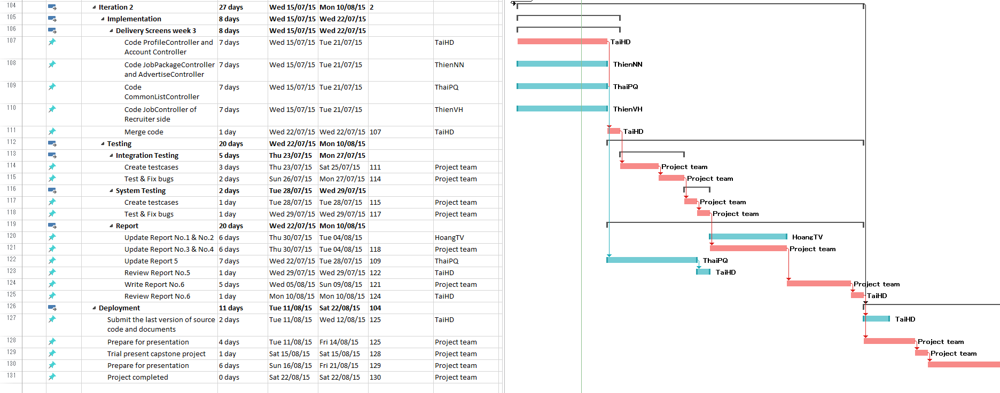 104 Iteration 2 27 days Wed 15/07/15 Mon 10/08/15 2
105 Implementation 8 days Wed 15/07/15 Wed 22/07/15
106 Delivery Screens week 3 8 days Wed 15/07/15 Wed 22/07/15
107 Code ProfileController and 7 days Wed 15/07/15 Tue 21/07/15 TaiHD TaiHD
Account Controller
108 Code JobPackageController 7 days Wed 15/07/15 Tue 21/07/15 ThienNN ThienNN
and AdvertiseController
109 Code 7 days Wed 15/07/15 Tue 21/07/15 ThaiPQ ThaiPQ
CommonListController
110 Code JobController of 7 days Wed 15/07/15 Tue 21/07/15 ThienVH ThienVH
Recruiter side
111 Merge code 1 day Wed 22/07/15 Wed 22/07/15 107 TaiHD TaiHD
112 Testing 20 days Wed 22/07/15 Mon 10/08/15
113 Integration Testing 5 days Thu 23/07/15 Mon 27/07/15
114 Create testcases 3 days Thu 23/07/15 Sat 25/07/15 111 Project team Project team
115 Test & Fix bugs 2 days Sun 26/07/15 Mon 27/07/15 114 Project team Project team
116 System Testing 2 days Tue 28/07/15 Wed 29/07/15
117 Create testcases 1 day Tue 28/07/15 Tue 28/07/15 115 Project team Project team
118 Test & Fix bugs 1 day Wed 29/07/15 Wed 29/07/15 117 Project team Project team
119 Report 20 days Wed 22/07/15 Mon 10/08/15
120 Update Report No.1 & No.2 6 days Thu 30/07/15 Tue 04/08/15 HoangTV HoangTV
121 Update Report No.3 & No.4 6 days Thu 30/07/15 Tue 04/08/15 118 Project team Project team
122 Update Report 5 7 days Wed 22/07/15 Tue 28/07/15 109 ThaiPQ ThaiPQ
123 Review Report No.5 1 day Wed 29/07/15 Wed 29/07/15 122 TaiHD TaiHD
124 Write Report No.6 5 days Wed 05/08/15 Sun 09/08/15 121 Project team Project team
125 Review Report No.6 1 day Mon 10/08/15 Mon 10/08/15 124 TaiHD TaiHD
126 Deployment 11 days Tue 11/08/15 Sat 22/08/15 104
127 Submit the last version of source 2 days Tue 11/08/15 Wed 12/08/15 125 TaiHD TaiHD
code and documents
128 Prepare for presentation 4 days Tue 11/08/15 Fri 14/08/15 125 Project team Project team
129 Trial present capstone project 1 day Sat 15/08/15 Sat 15/08/15 128 Project team Project team
130 Prepare for presentation 6 days Sun 16/08/15 Fri 21/08/15 129 Project team
131 Project completed 0 days Sat 22/08/15 Sat 22/08/15 130 Project team